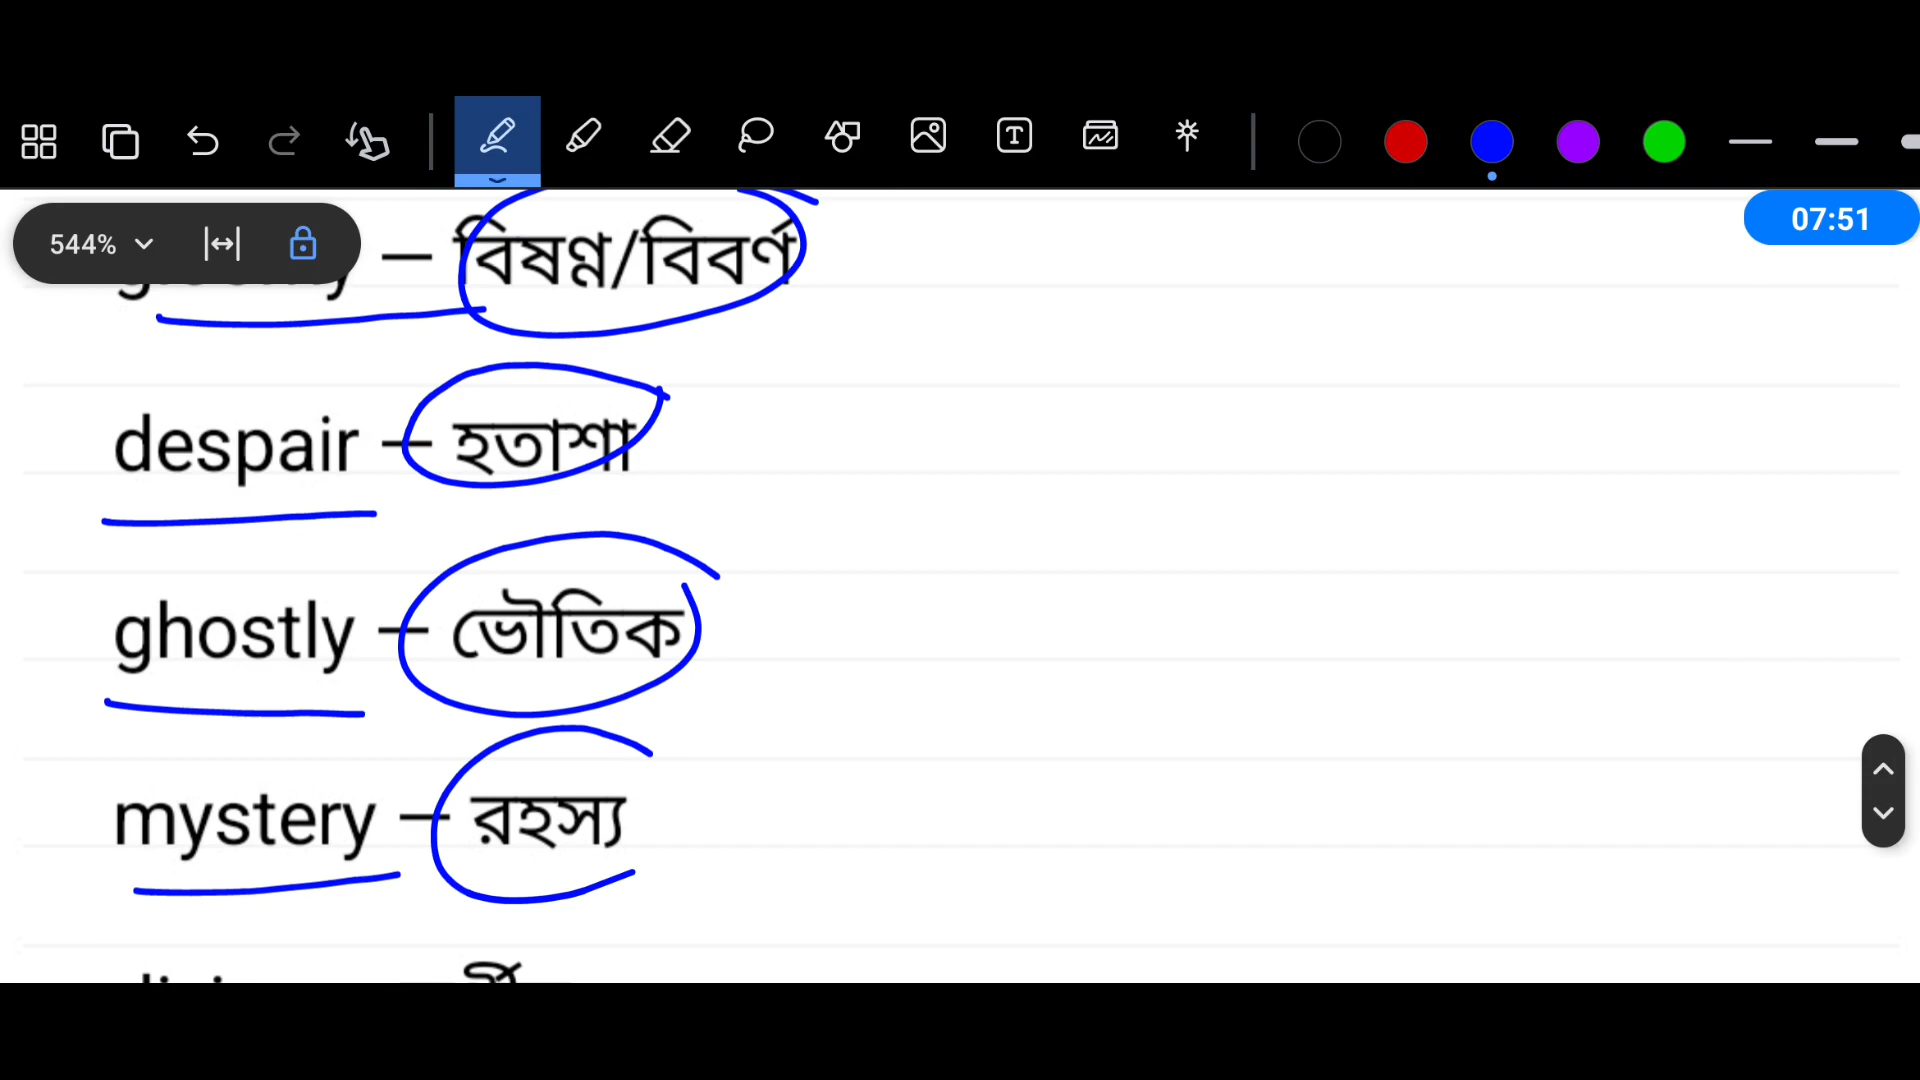 07:51
544%
— বিষণ্ণ/বিবর্ণ
despair — হতাশা
ghostly — ভৌতিক
mystery — রহস্য